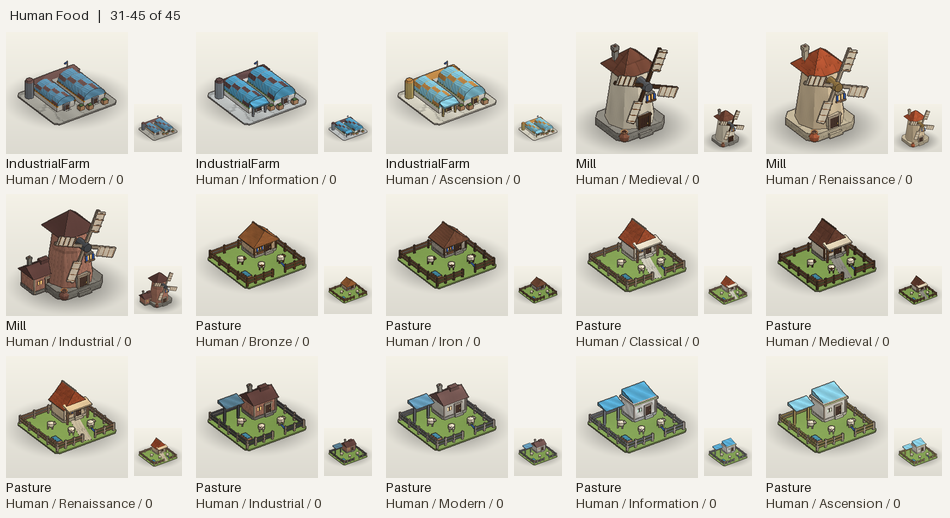 Human Food | 31-45 of 45
IndustrialFarm
Human / Modern / 0
IndustrialFarm
Human / Information / 0
IndustrialFarm
Human / Ascension / 0
Mill
Human / Medieval / 0
Mill
Human / Renaissance / 0
Mill
Human / Industrial / 0
Pasture
Human / Bronze / 0
Pasture
Human / Iron / 0
Pasture
Human / Classical / 0
Pasture
Human / Medieval / 0
Pasture
Human / Renaissance / 0
Pasture
Human / Industrial / 0
Pasture
Human / Modern / 0
Pasture
Human / Information / 0
Pasture
Human / Ascension / 0